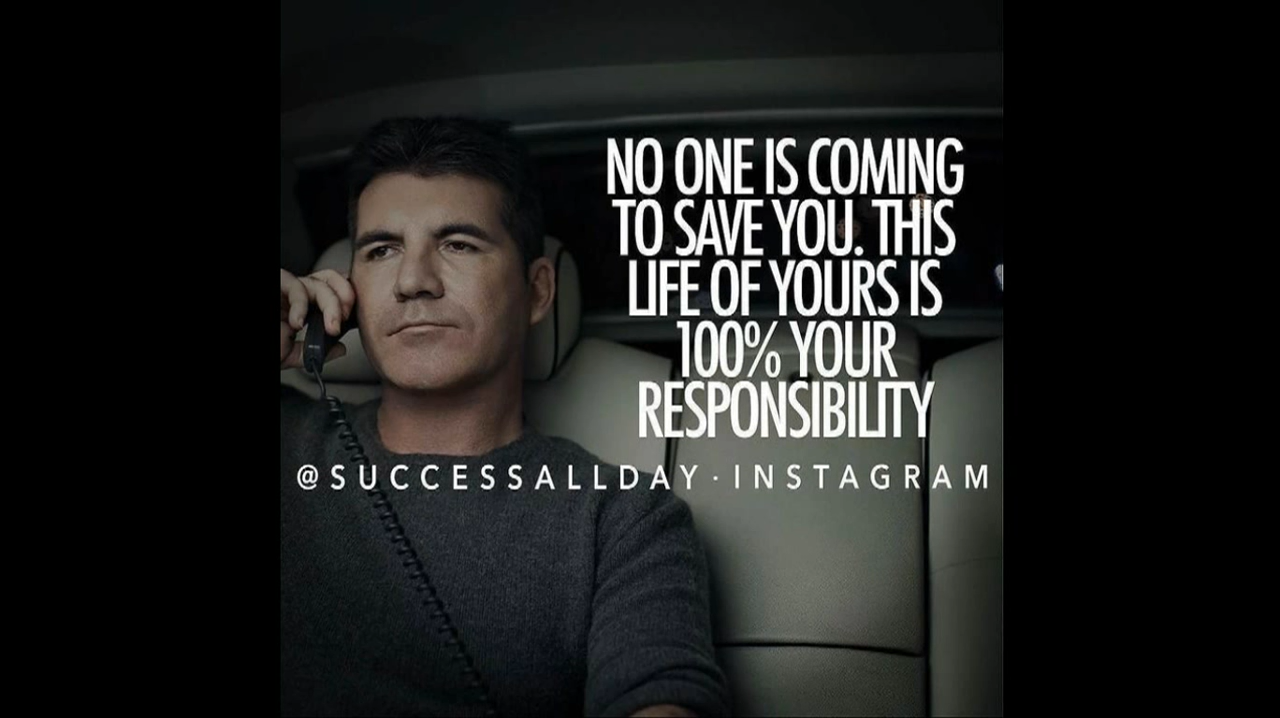 NO ONE IS COMING
TO SAVE YOU. THIS
LIFE OF YOURS IS
100% YOUR
RESPONSIBILITY
@SUCCESSALLDAY·INSTAGRAM